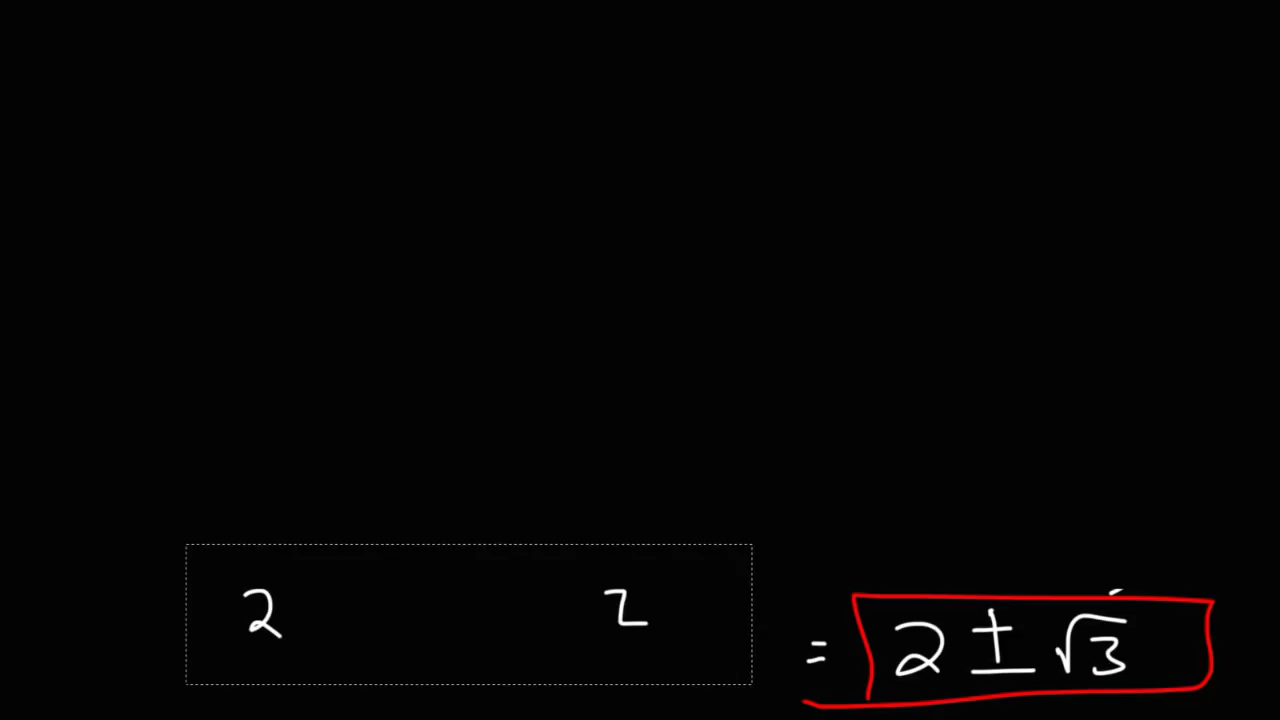 2 2 = 2 ± √3